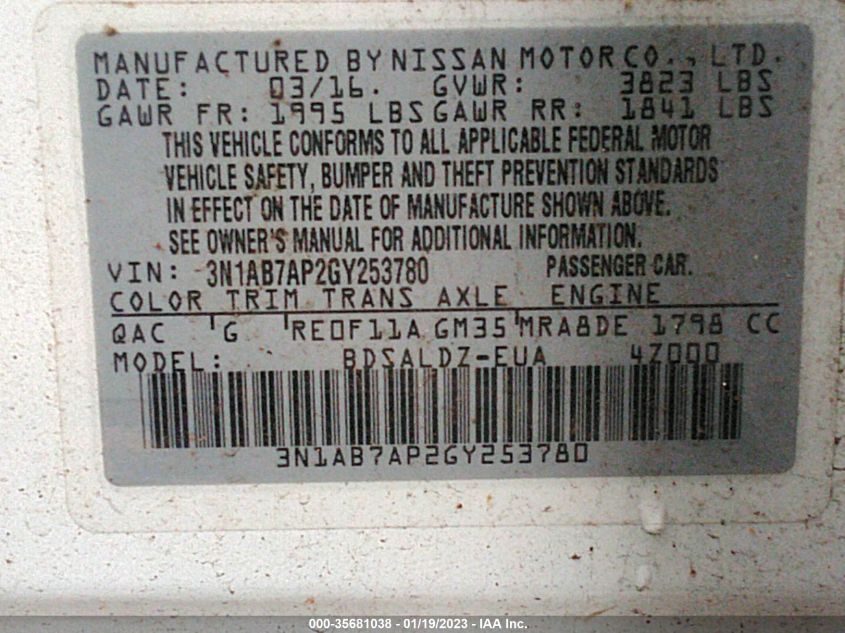 MANUFACTURED BY NISSAN MOTOR CO., LTD.
DATE: 03/16. GVWR: 3823 LBS
GAWR FR: 1995 LBS GAWR RR: 1841 LBS
THIS VEHICLE CONFORMS TO ALL APPLICABLE FEDERAL MOTOR
VEHICLE SAFETY, BUMPER AND THEFT PREVENTION STANDARDS
IN EFFECT ON THE DATE OF MANUFACTURE SHOWN ABOVE.
SEE OWNER'S MANUAL FOR ADDITIONAL INFORMATION.
VIN: 3N1AB7AP2GY253780 PASSENGER CAR.
COLOR TRIM TRANS AXLE ENGINE
QAC G RE0F11A GM35 MRA8DE 1798 CC
MODEL: BDSALDZ-EUA 4Z000
3N1AB7AP2GY253780
000-35681038 - 01/19/2023 - IAA Inc.